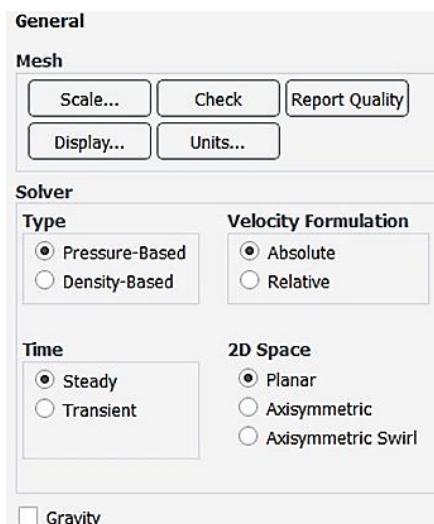 General
Mesh
Scale... Check Report Quality
Display... Units...
Solver
Type Velocity Formulation
Pressure-Based Absolute
Density-Based Relative
Time 2D Space
Steady Planar
Transient Axisymmetric
Axisymmetric Swirl
Gravity